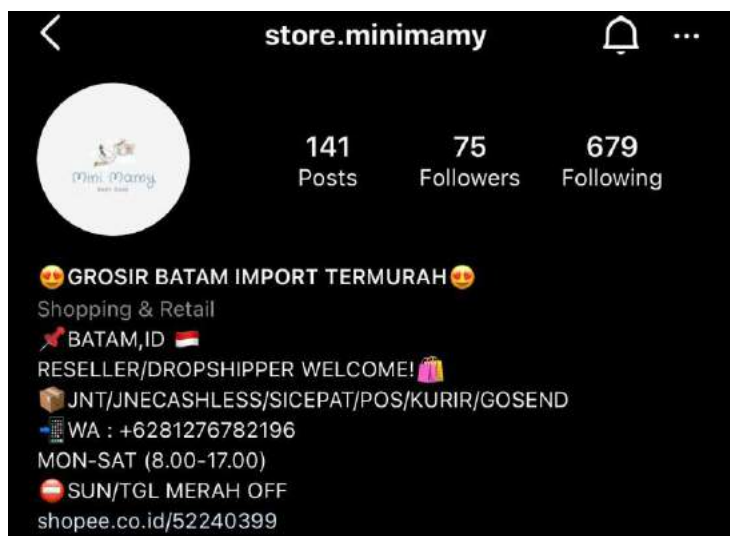 store.minimamy
Mini Mamy
141 75 679
Posts Followers Following
😍GROSIR BATAM IMPORT TERMURAH😍
Shopping & Retail
📌BATAM,ID 🇮🇩
RESELLER/DROPSHIPPER WELCOME!🛍️
📦JNT/JNECASHLESS/SICEPAT/POS/KURIR/GOSEND
📲WA : +6281276782196
MON-SAT (8.00-17.00)
⛔SUN/TGL MERAH OFF
shopee.co.id/52240399